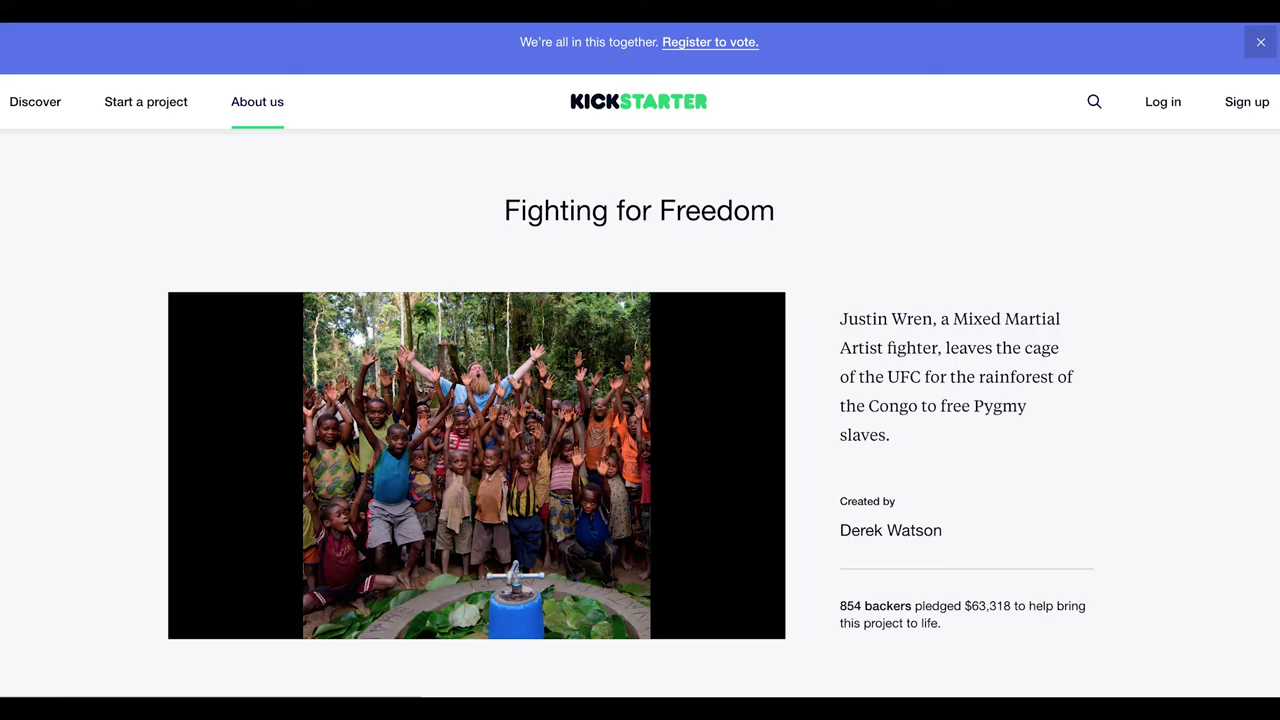 We're all in this together. Register to vote.
Discover Start a project About us KICKSTARTER Log in Sign up
Fighting for Freedom
Justin Wren, a Mixed Martial
Artist fighter, leaves the cage
of the UFC for the rainforest of
the Congo to free Pygmy
slaves.
Created by
Derek Watson
854 backers pledged $63,318 to help bring
this project to life.